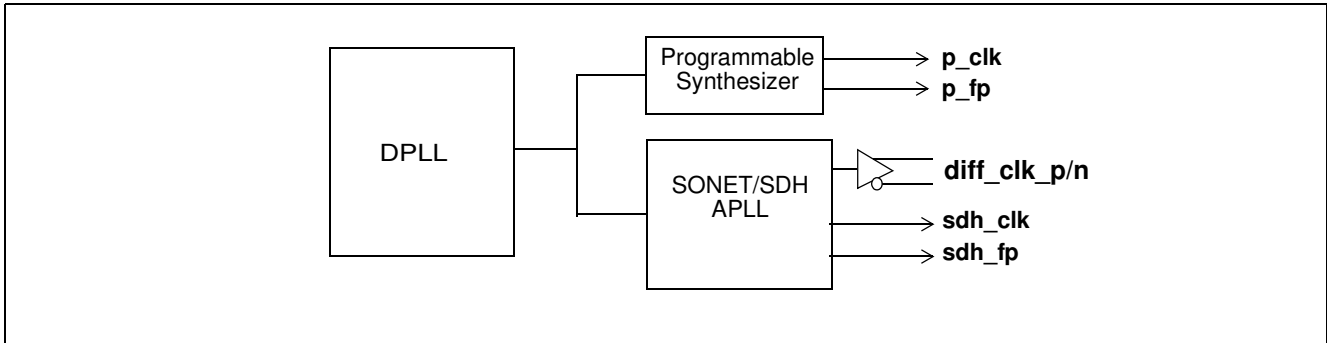 DPLL
Programmable
Synthesizer
p_clk
p_fp
SONET/SDH
APLL
diff_clk_p/n
sdh_clk
sdh_fp